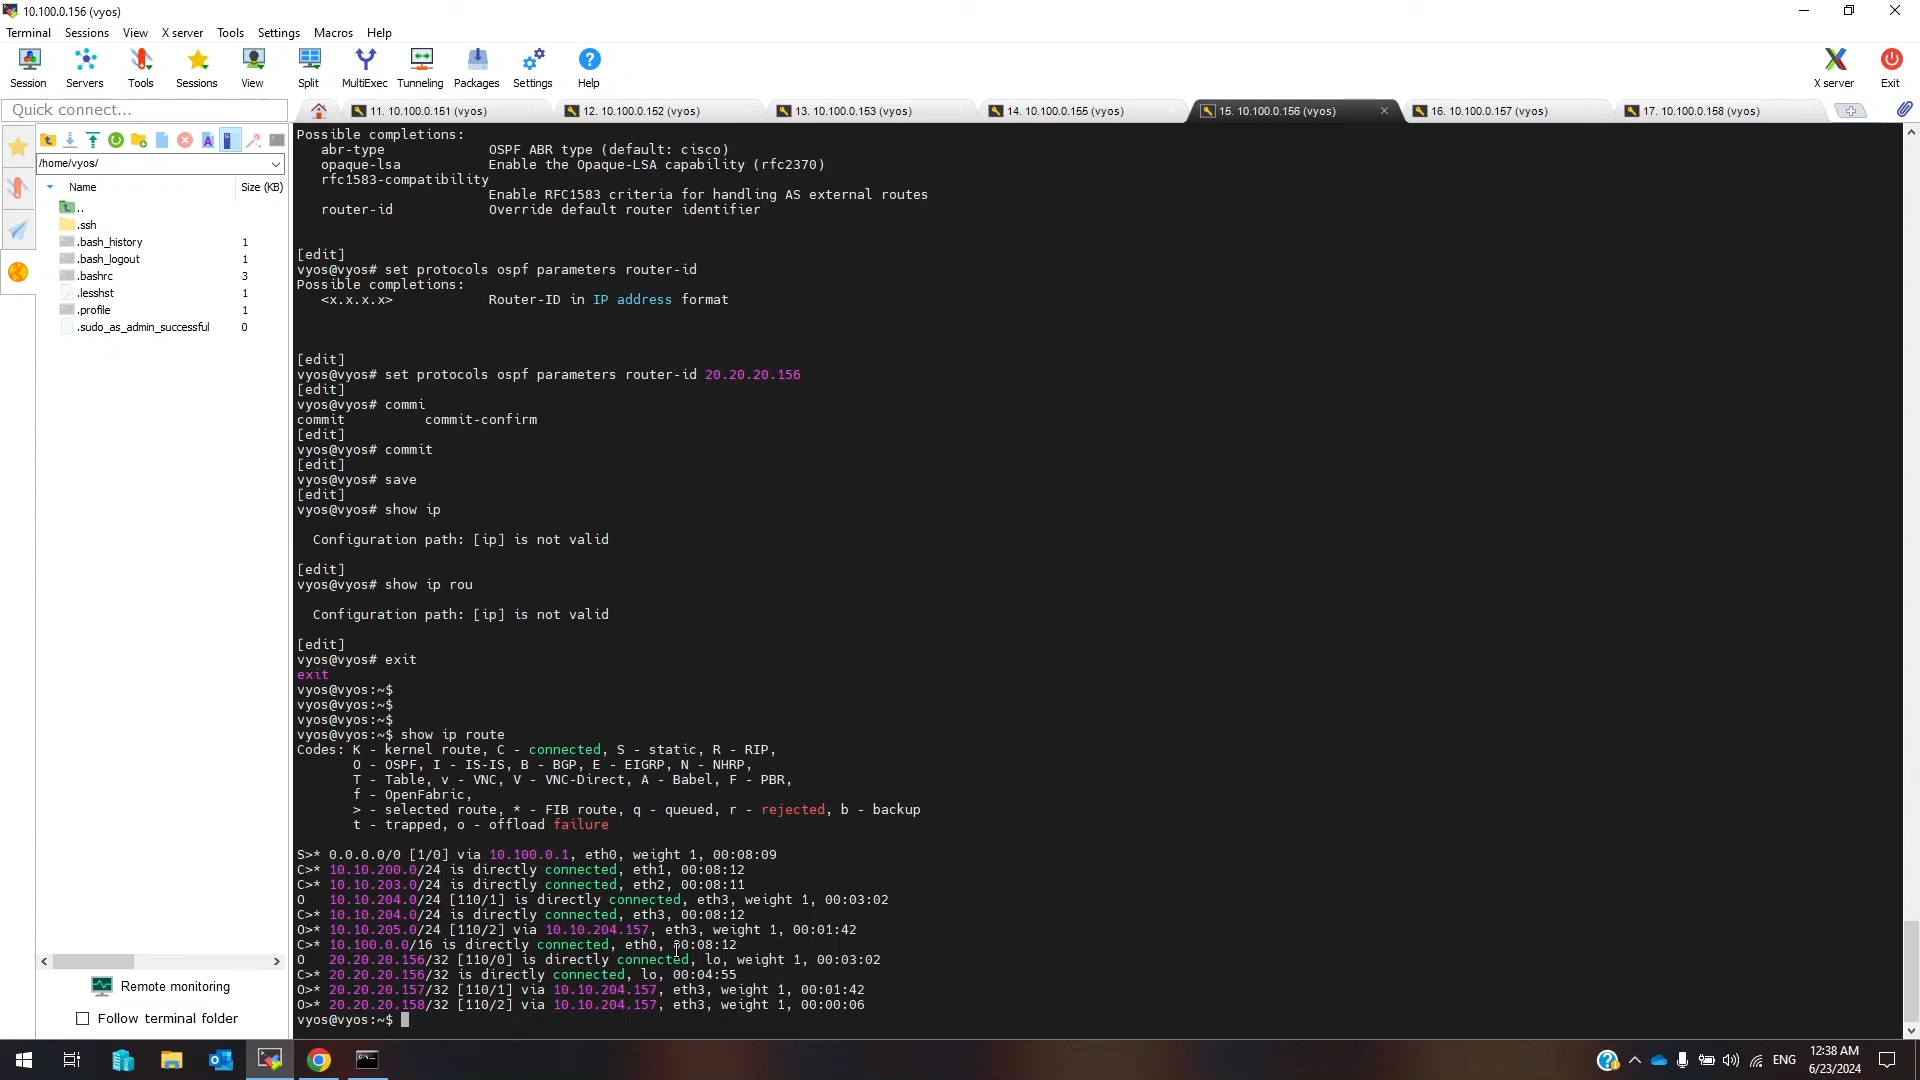 10.100.0.156 (vyos)
Terminal Sessions View X server Tools Settings Macros Help
Session Servers Tools Sessions View Split MultiExec Tunneling Packages Settings Help X server Exit
Quick connect...
11. 10.100.0.151 (vyos) 12. 10.100.0.152 (vyos) 13. 10.100.0.153 (vyos) 14. 10.100.0.155 (vyos) 15. 10.100.0.156 (vyos) 16. 10.100.0.157 (vyos) 17. 10.100.0.158 (vyos)
/home/vyos/
Name Size (KB)
..
.ssh
.bash_history 1
.bash_logout 1
.bashrc 3
.lesshst 1
.profile 1
.sudo_as_admin_successful 0
Remote monitoring
Follow terminal folder
Possible completions:
abr-type OSPF ABR type (default: cisco)
opaque-lsa Enable the Opaque-LSA capability (rfc2370)
rfc1583-compatibility
Enable RFC1583 criteria for handling AS external routes
router-id Override default router identifier
[edit]
vyos@vyos# set protocols ospf parameters router-id
Possible completions:
<x.x.x.x> Router-ID in IP address format
[edit]
vyos@vyos# set protocols ospf parameters router-id 20.20.20.156
[edit]
vyos@vyos# commi
commit commit-confirm
[edit]
vyos@vyos# commit
[edit]
vyos@vyos# save
[edit]
vyos@vyos# show ip
Configuration path: [ip] is not valid
[edit]
vyos@vyos# show ip rou
Configuration path: [ip] is not valid
[edit]
vyos@vyos# exit
exit
vyos@vyos:~$
vyos@vyos:~$
vyos@vyos:~$
vyos@vyos:~$ show ip route
Codes: K - kernel route, C - connected, S - static, R - RIP,
O - OSPF, I - IS-IS, B - BGP, E - EIGRP, N - NHRP,
T - Table, v - VNC, V - VNC-Direct, A - Babel, F - PBR,
f - OpenFabric,
> - selected route, * - FIB route, q - queued, r - rejected, b - backup
t - trapped, o - offload failure
S>* 0.0.0.0/0 [1/0] via 10.100.0.1, eth0, weight 1, 00:08:09
C>* 10.10.200.0/24 is directly connected, eth1, 00:08:12
C>* 10.10.203.0/24 is directly connected, eth2, 00:08:11
O 10.10.204.0/24 [110/1] is directly connected, eth3, weight 1, 00:03:02
C>* 10.10.204.0/24 is directly connected, eth3, 00:08:12
O>* 10.10.205.0/24 [110/2] via 10.10.204.157, eth3, weight 1, 00:01:42
C>* 10.100.0.0/16 is directly connected, eth0, 00:08:12
O 20.20.20.156/32 [110/0] is directly connected, lo, weight 1, 00:03:02
C>* 20.20.20.156/32 is directly connected, lo, 00:04:55
O>* 20.20.20.157/32 [110/1] via 10.10.204.157, eth3, weight 1, 00:01:42
O>* 20.20.20.158/32 [110/2] via 10.10.204.157, eth3, weight 1, 00:00:06
vyos@vyos:~$
ENG
12:38 AM
6/23/2024